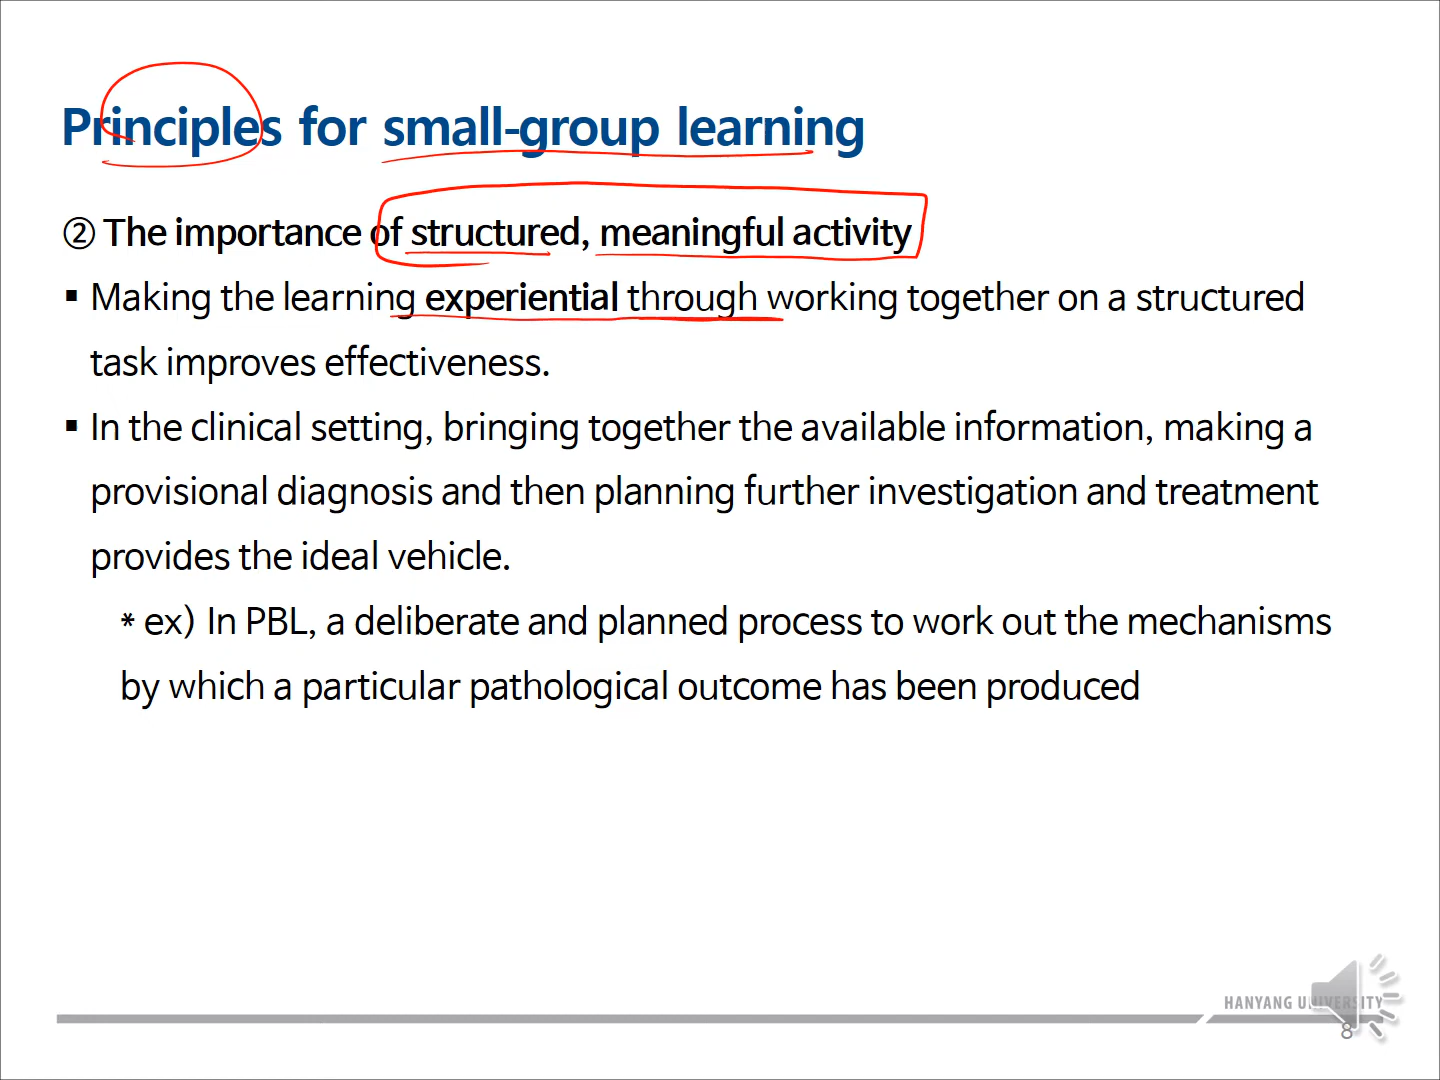 Principles for small-group learning
② The importance of structured, meaningful activity
▪ Making the learning experiential through working together on a structured
task improves effectiveness.
▪ In the clinical setting, bringing together the available information, making a
provisional diagnosis and then planning further investigation and treatment
provides the ideal vehicle.
* ex) In PBL, a deliberate and planned process to work out the mechanisms
by which a particular pathological outcome has been produced
HANYANG UNIVERSITY
8